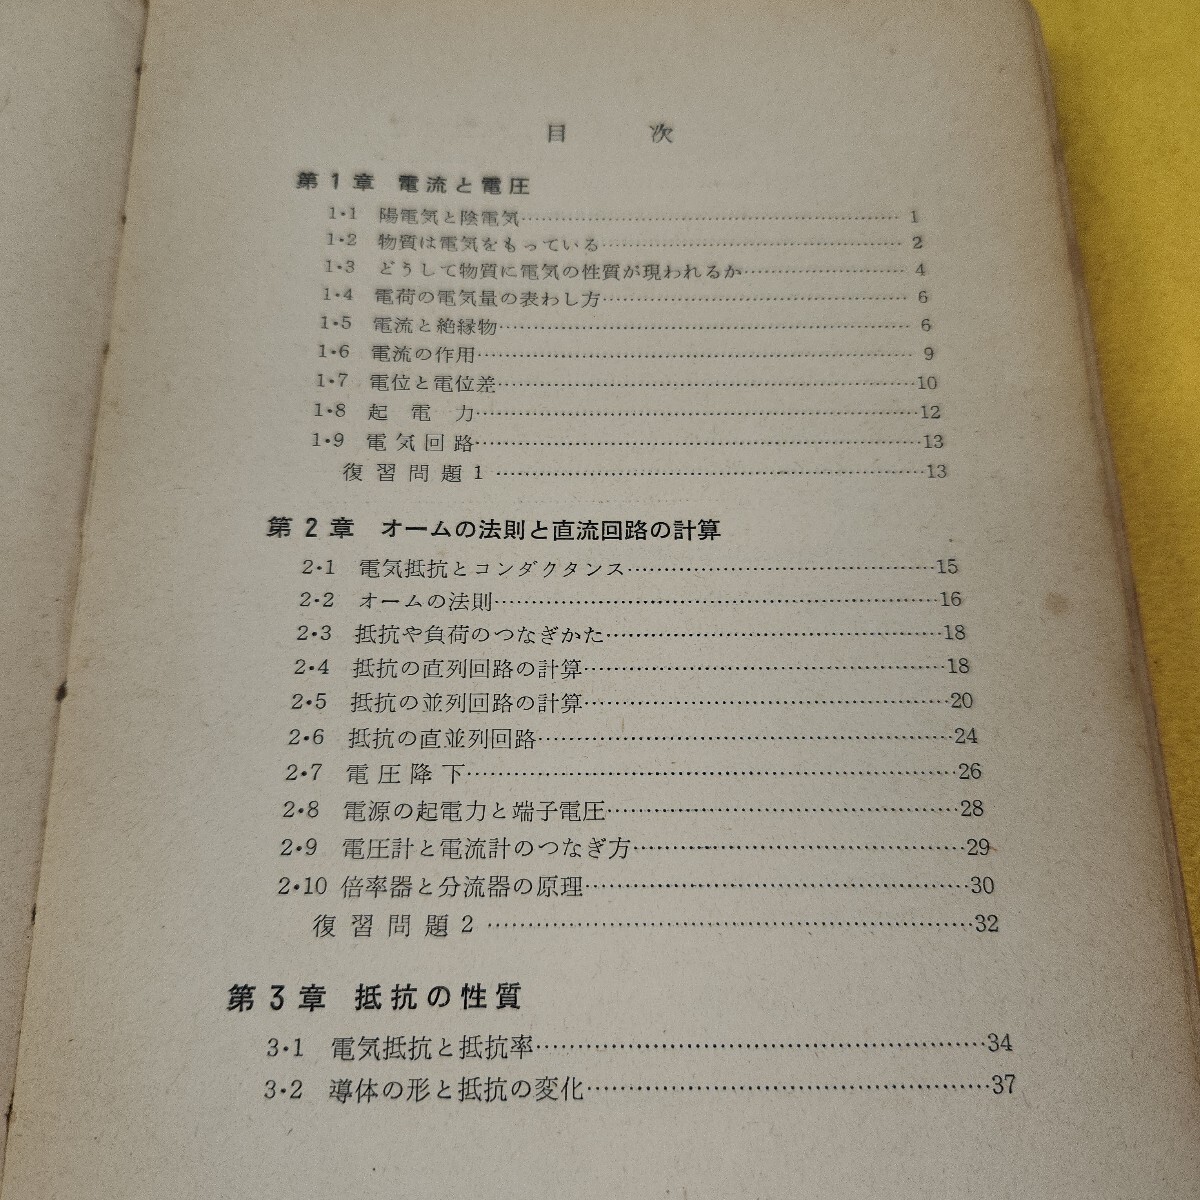 目 次
第1章 電流と電圧
1・1 陽電気と陰電気……………………………… 1
1・2 物質は電気をもっている……………………………… 2
1・3 どうして物質に電気の性質が現われるか……………… 4
1・4 電荷の電気量の表わし方……………………………… 6
1・5 電流と絶縁物……………………………… 6
1・6 電流の作用……………………………… 9
1・7 電位と電位差………………………………10
1・8 起電力………………………………12
1・9 電気回路………………………………13
復習問題1 ………………………………13
第2章 オームの法則と直流回路の計算
2・1 電気抵抗とコンダクタンス………………………………15
2・2 オームの法則………………………………16
2・3 抵抗や負荷のつなぎかた………………………………18
2・4 抵抗の直列回路の計算………………………………18
2・5 抵抗の並列回路の計算………………………………20
2・6 抵抗の直並列回路………………………………24
2・7 電圧降下………………………………26
2・8 電源の起電力と端子電圧………………………………28
2・9 電圧計と電流計のつなぎ方………………………………29
2・10 倍率器と分流器の原理………………………………30
復習問題2 ………………………………32
第3章 抵抗の性質
3・1 電気抵抗と抵抗率………………………………34
3・2 導体の形と抵抗の変化………………………………37